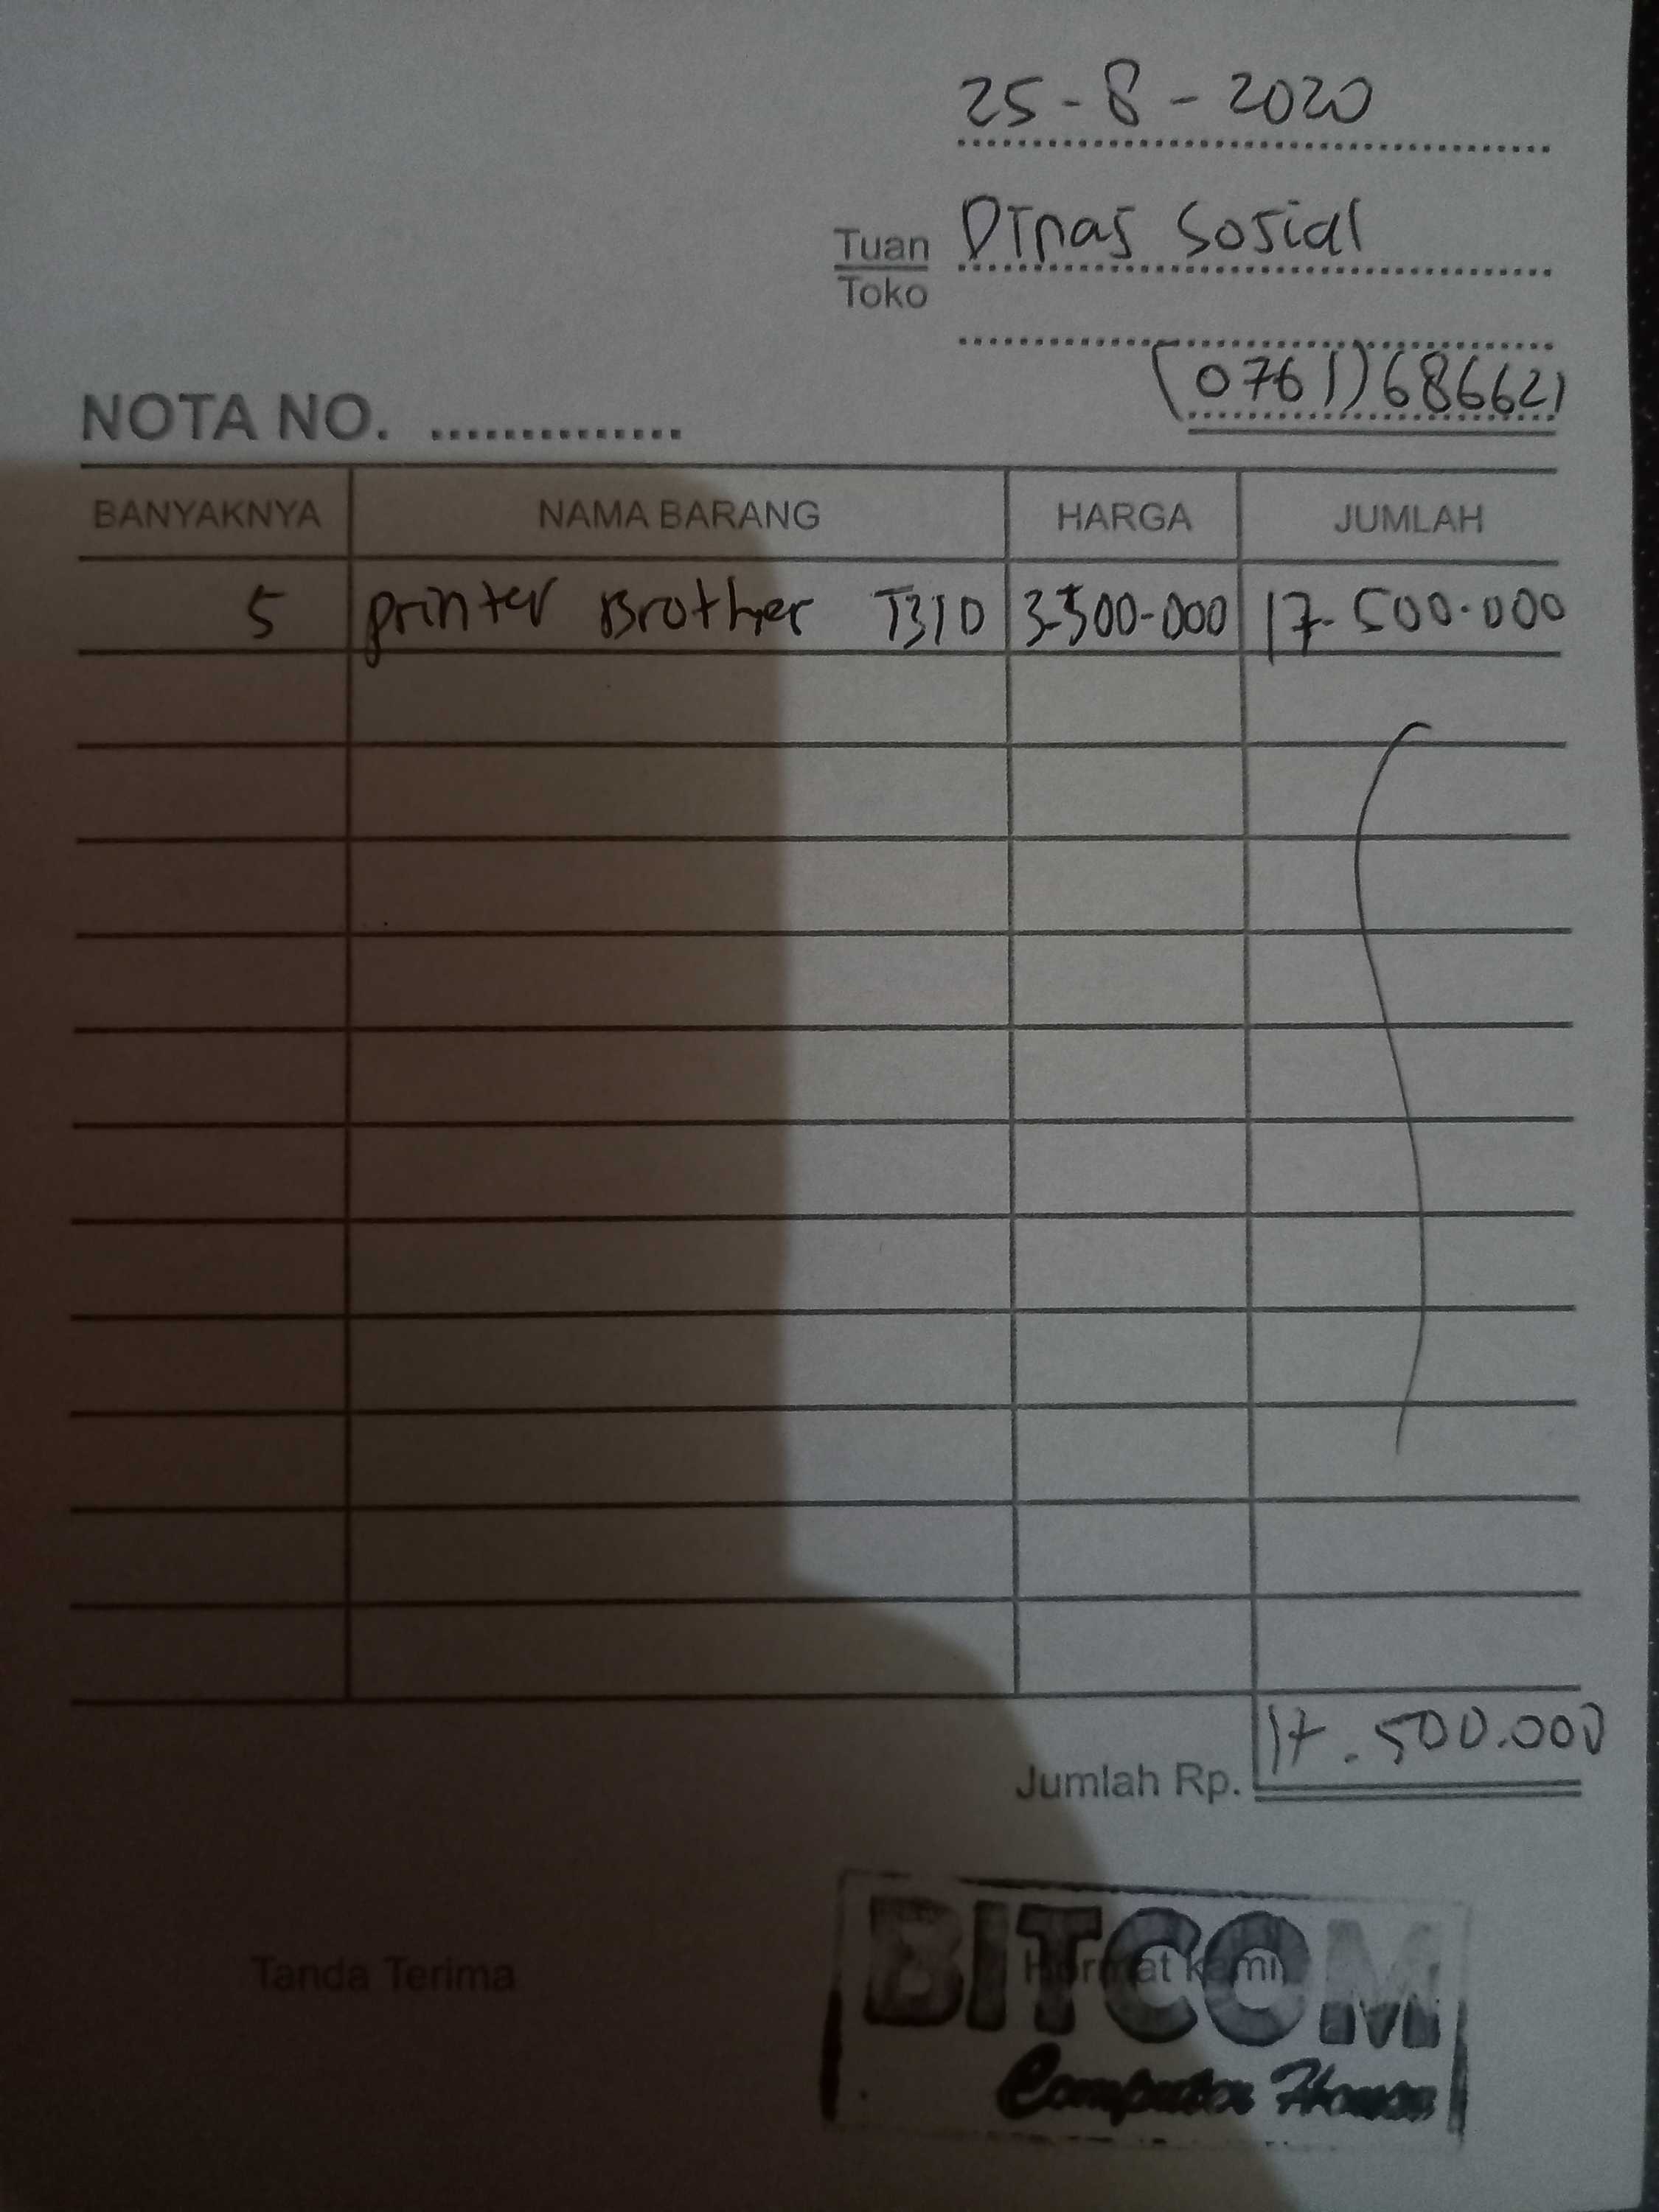 25-8-2020
Tuan Dinas Sosial
Toko
(0761)686621
NOTA NO. ...............
BANYAKNYA NAMA BARANG HARGA JUMLAH
5 printer Brother T310 3.500.000 17.500.000
Jumlah Rp. 17.500.000
Tanda Terima Hormat kami
BITCOM
Computer House